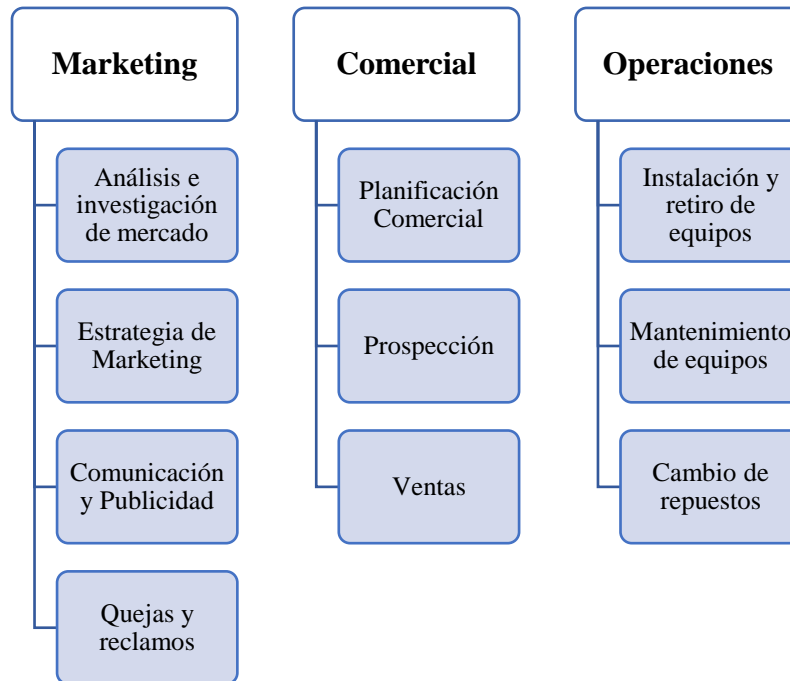 Marketing
Análisis e
investigación
de mercado
Estrategia de
Marketing
Comunicación
y Publicidad
Quejas y
reclamos
Comercial
Planificación
Comercial
Prospección
Ventas
Operaciones
Instalación y
retiro de
equipos
Mantenimiento
de equipos
Cambio de
repuestos